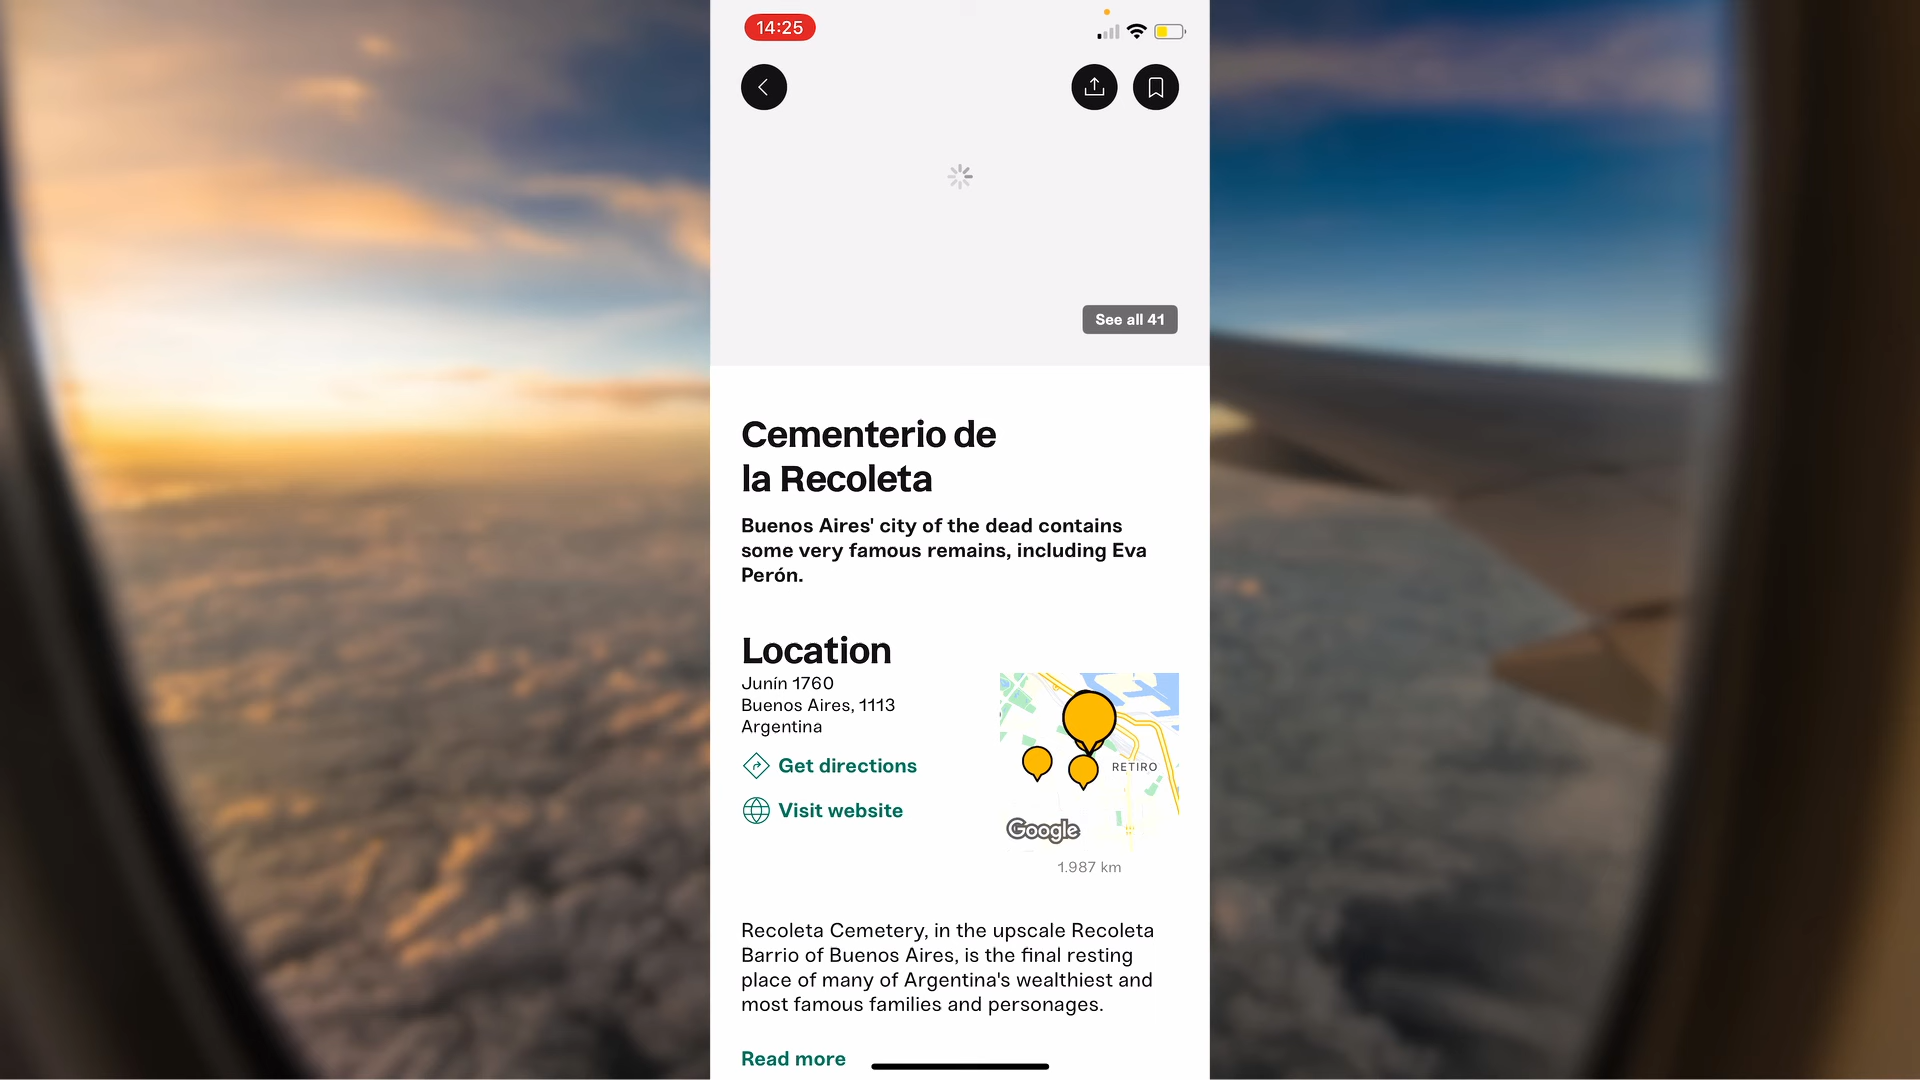 14:25
See all 41
Cementerio de
la Recoleta
Buenos Aires' city of the dead contains
some very famous remains, including Eva
Perón.
Location
Junín 1760
Buenos Aires, 1113
Argentina
Get directions
Visit website
RETIRO
Google
1.987 km
Recoleta Cemetery, in the upscale Recoleta
Barrio of Buenos Aires, is the final resting
place of many of Argentina's wealthiest and
most famous families and personages.
Read more